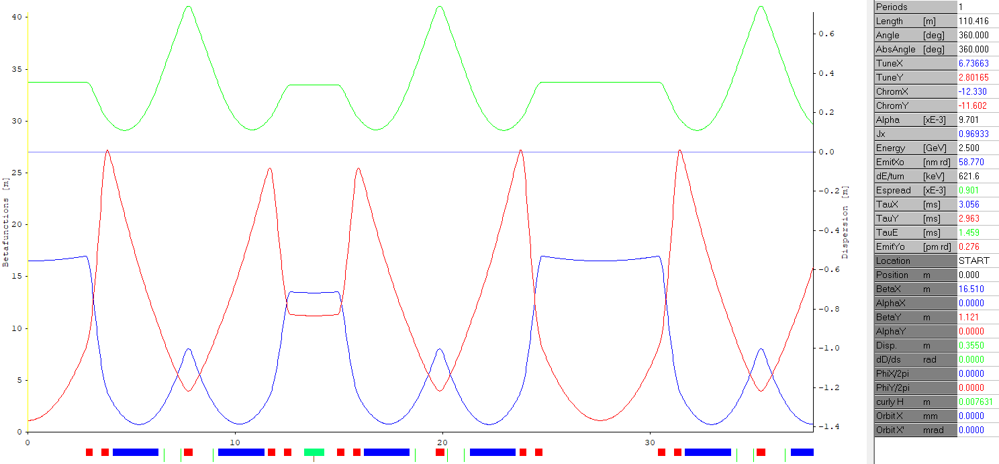 40
35
30
25
20
15
10
5
0
Betafunctions [m]
0
10
20
30
0.6
0.4
0.2
0.0
-0.2
-0.4
-0.6
-0.8
-1.0
-1.2
-1.4
Dispersion [m]
Periods 1
Length [m] 110.416
Angle [deg] 360.000
AbsAngle [deg] 360.000
TuneX 6.73663
TuneY 2.80165
ChromX -12.330
ChromY -11.602
Alpha [xE-3] 9.701
Jx 0.96933
Energy [GeV] 2.500
EmitXo [nm rd] 58.770
dE/turn [keV] 621.6
Espread [xE-3] 0.901
TauX [ms] 3.056
TauY [ms] 2.963
TauE [ms] 1.459
EmitYo [pm rd] 0.276
Location START
Position m 0.000
BetaX m 16.510
AlphaX 0.0000
BetaY m 1.121
AlphaY 0.0000
Disp. m 0.3550
dD/ds rad 0.0000
PhiX/2pi 0.0000
PhiY/2pi 0.0000
curly H m 0.007631
Orbit X mm 0.0000
Orbit X' mrad 0.0000